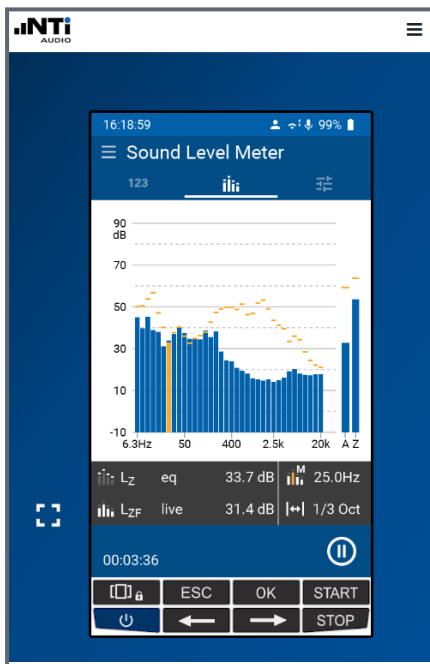 NTi
AUDIO
16:18:59 99%
Sound Level Meter
123
90
dB
70
50
30
10
-10
6.3Hz 50 400 2.5k 20k A Z
LZ eq 33.7 dB M 25.0Hz
LZF live 31.4 dB 1/3 Oct
00:03:36
ESC OK START
STOP